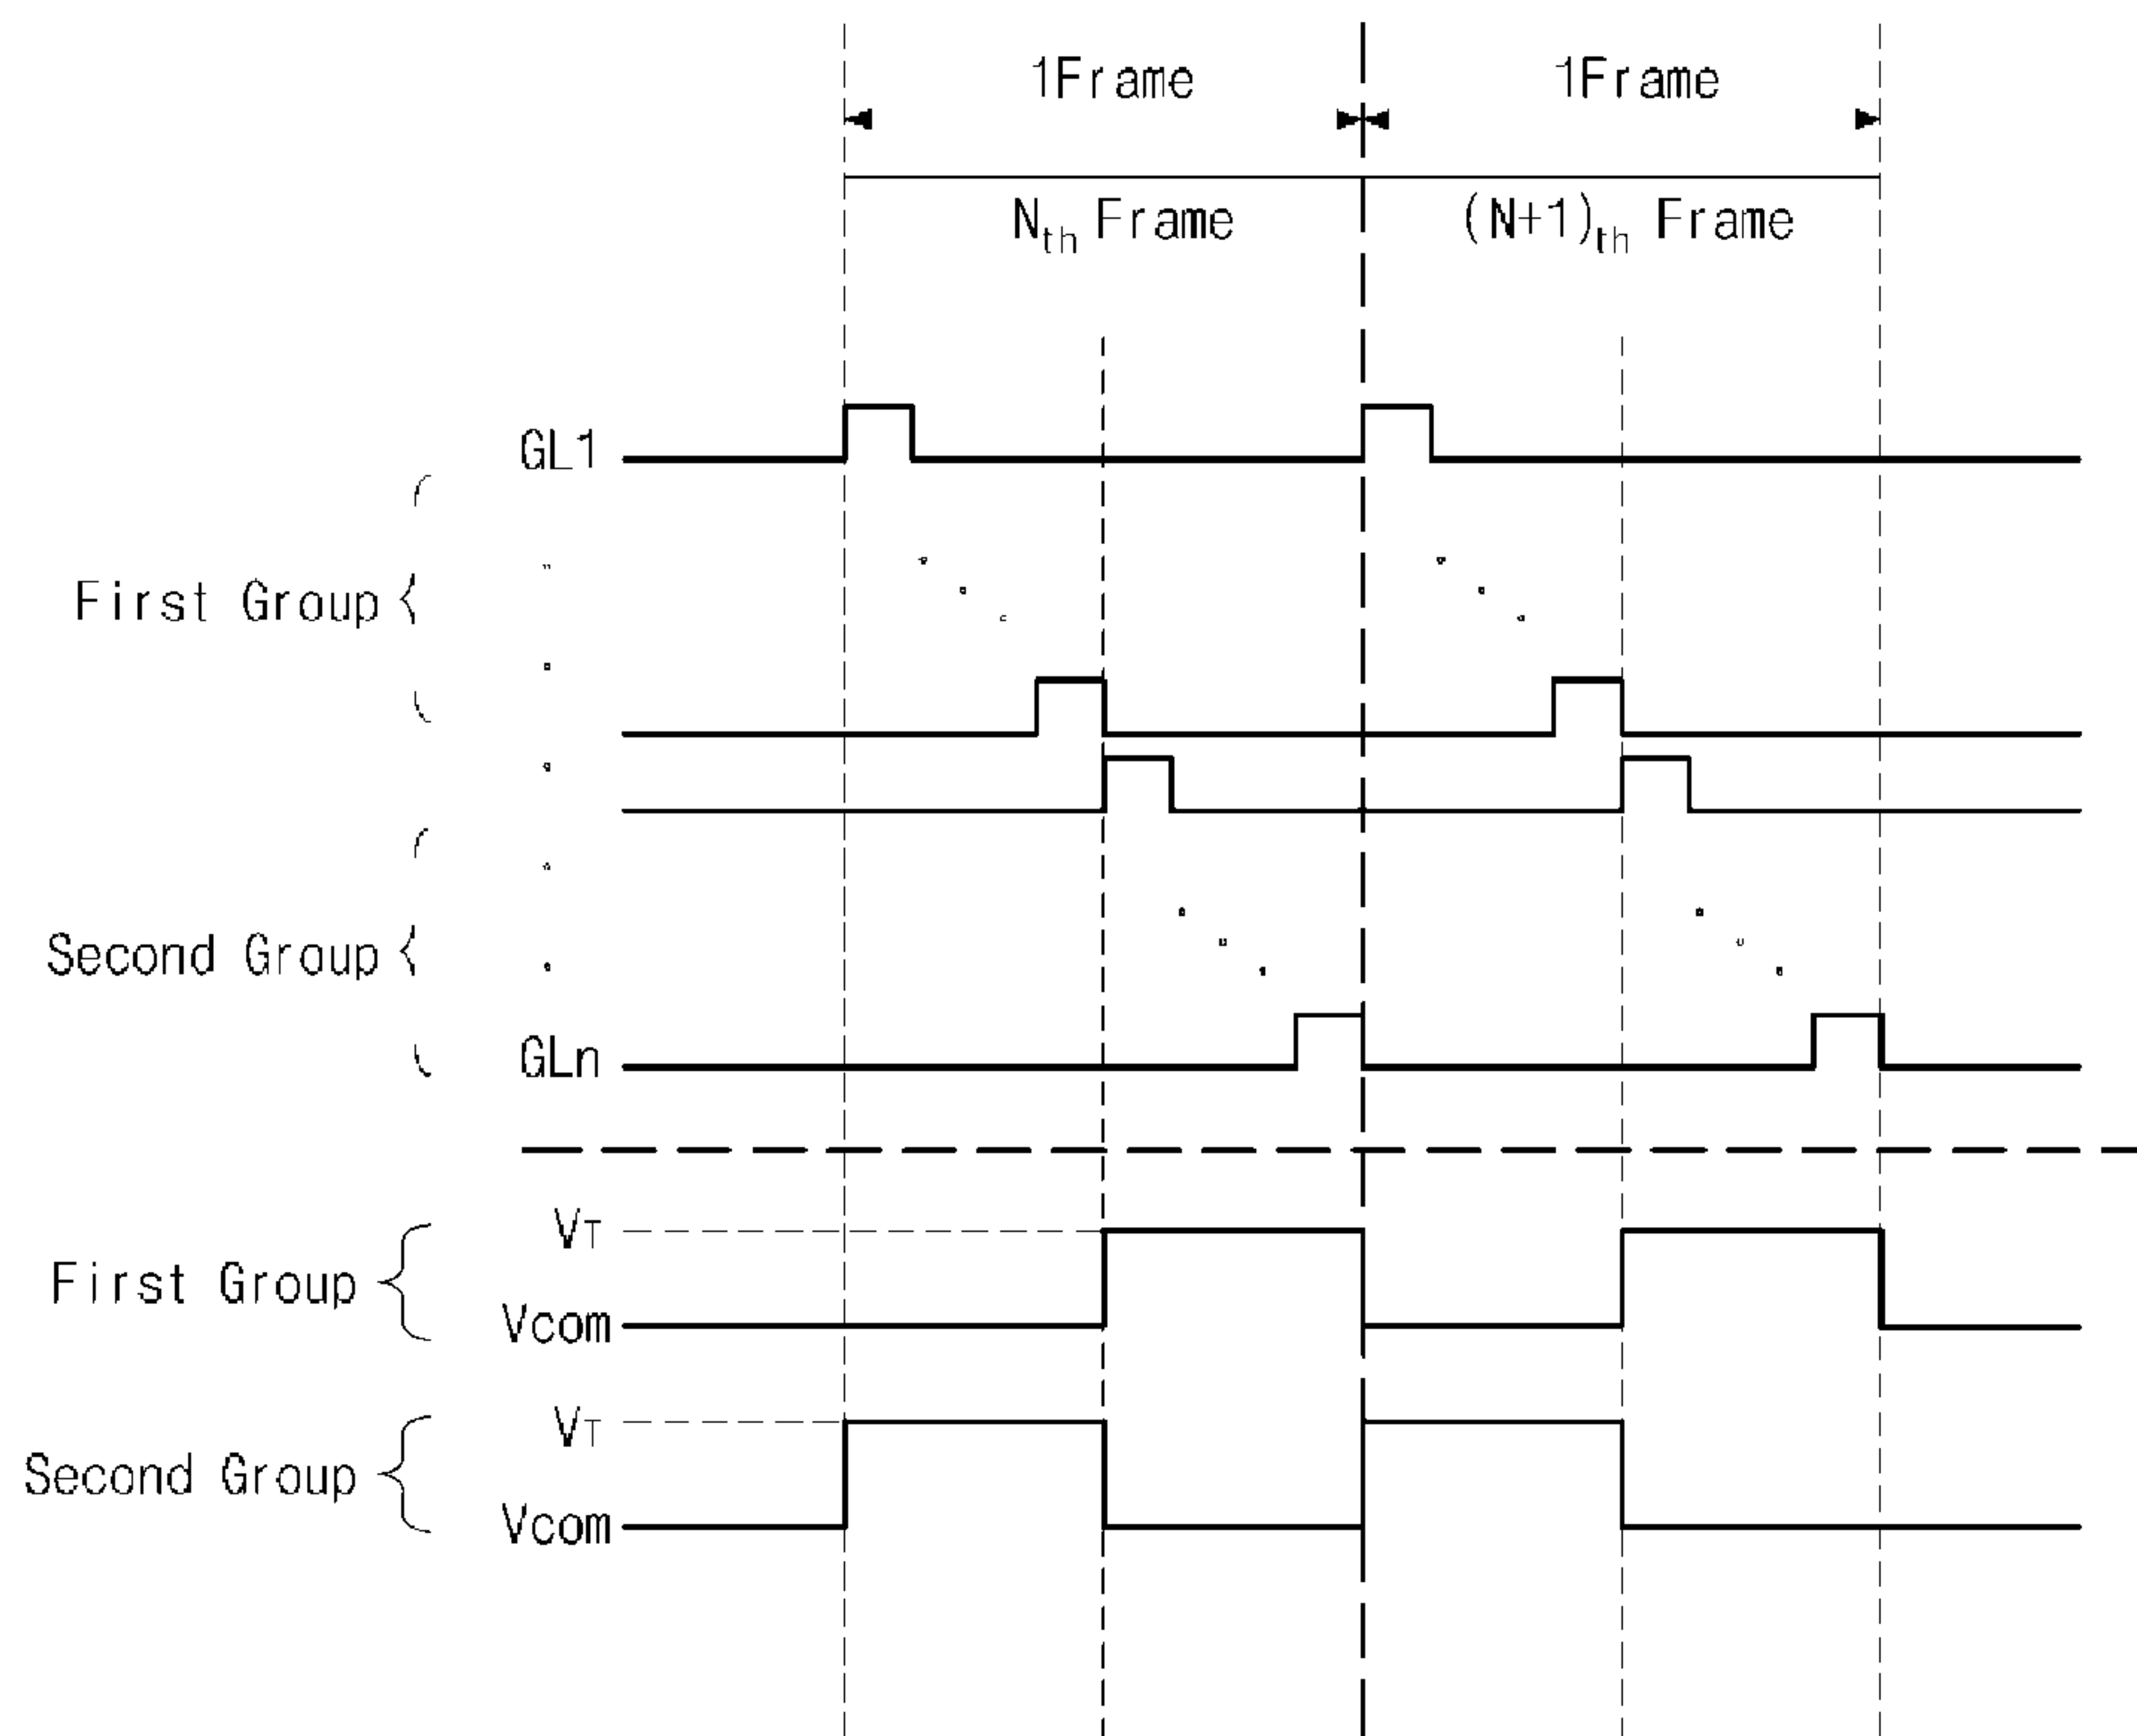 1Frame 1Frame
Nth Frame (N+1)th Frame
GL1
First Group
Second Group
GLn
VT
First Group
Vcom
VT
Second Group
Vcom